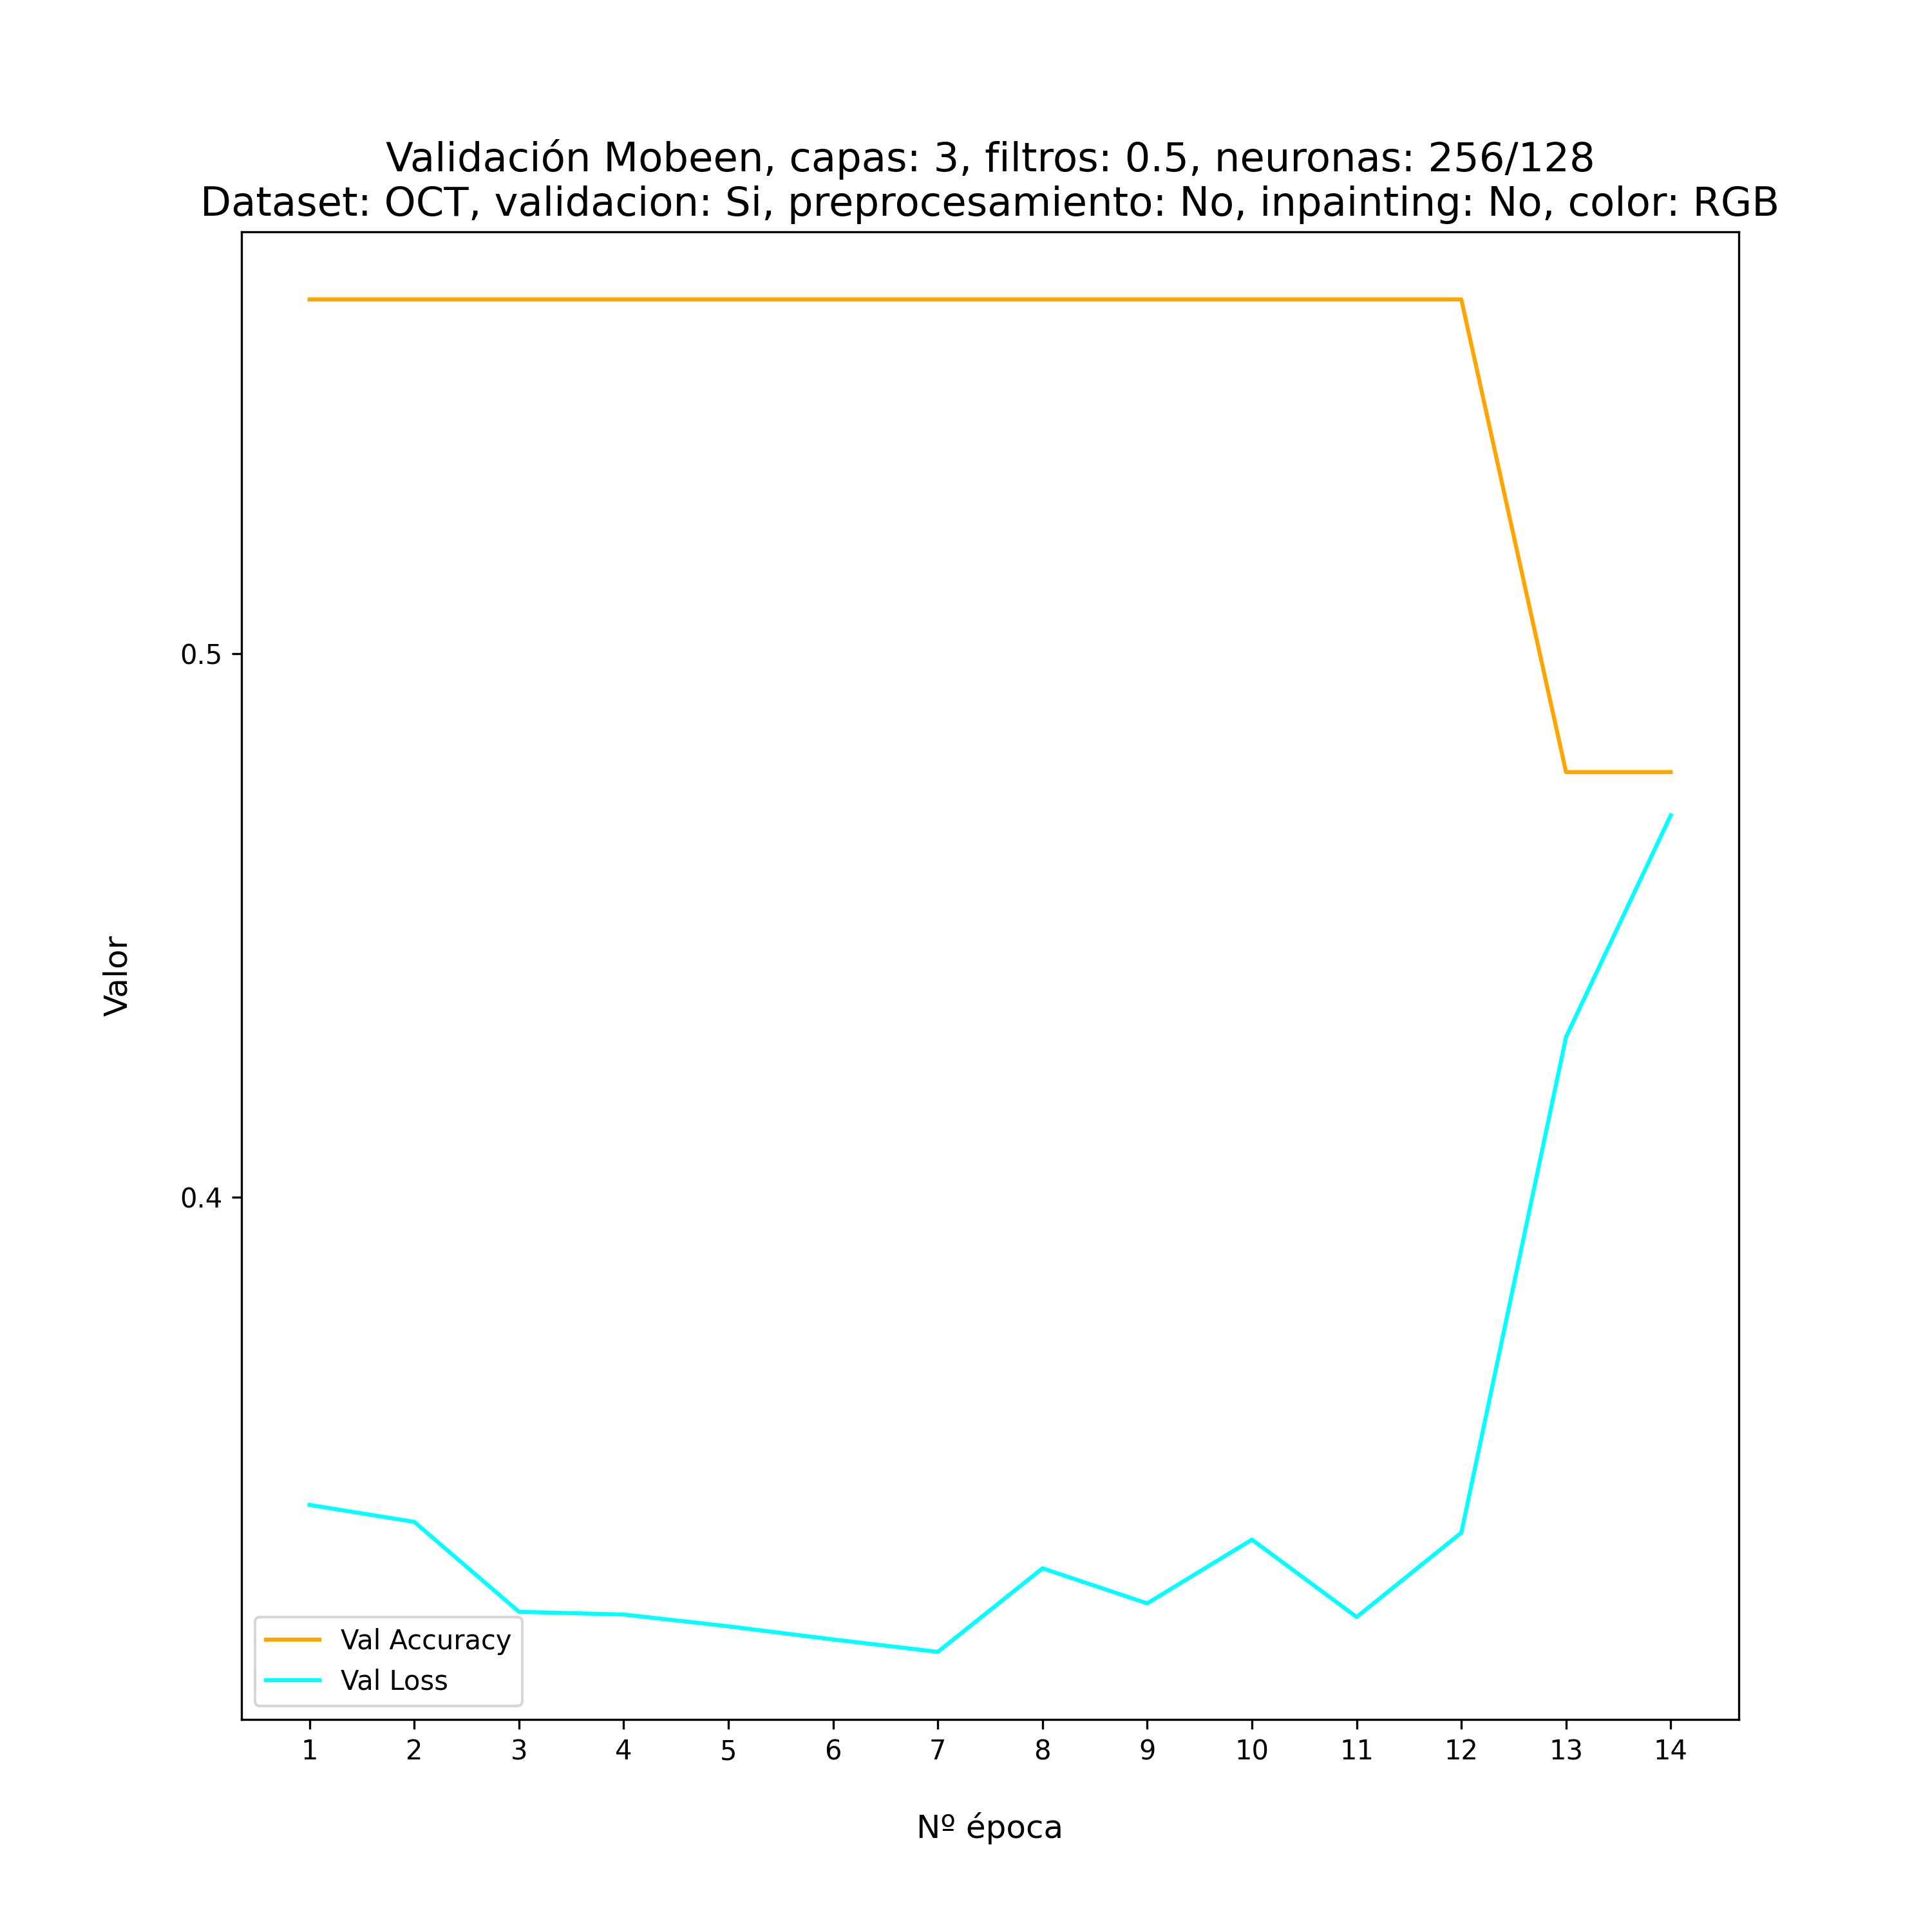 Validación Mobeen, capas: 3, filtros: 0.5, neuronas: 256/128
Dataset: OCT, validacion: Si, preprocesamiento: No, inpainting: No, color: RGB
0.5
0.4
Valor
Val Accuracy
Val Loss
1 2 3 4 5 6 7 8 9 10 11 12 13 14
Nº época